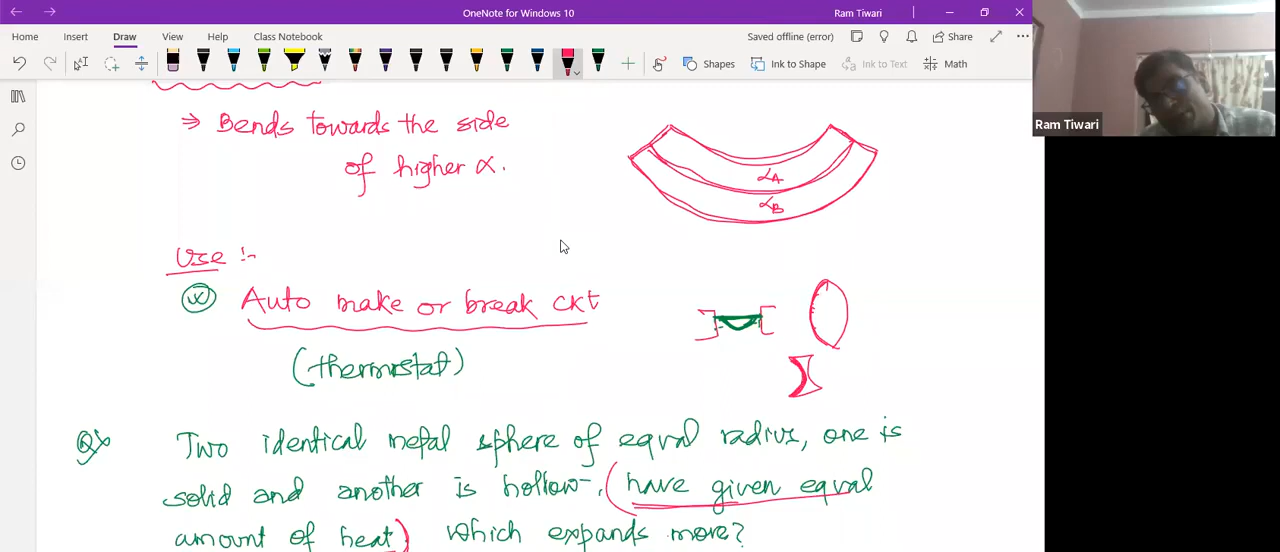 OneNote for Windows 10
Ram Tiwari
Home Insert Draw View Help Class Notebook
Saved offline (error) Share
Shapes Ink to Shape Ink to Text Math
Ram Tiwari
⇒ Bends towards the side
of higher α.
α_A
α_B
Use :-
Auto make or break ckt
(thermostat)
Q⟩ Two identical metal sphere of equal radius, one is
solid and another is hollow. (have given equal
amount of heat) which expands more?